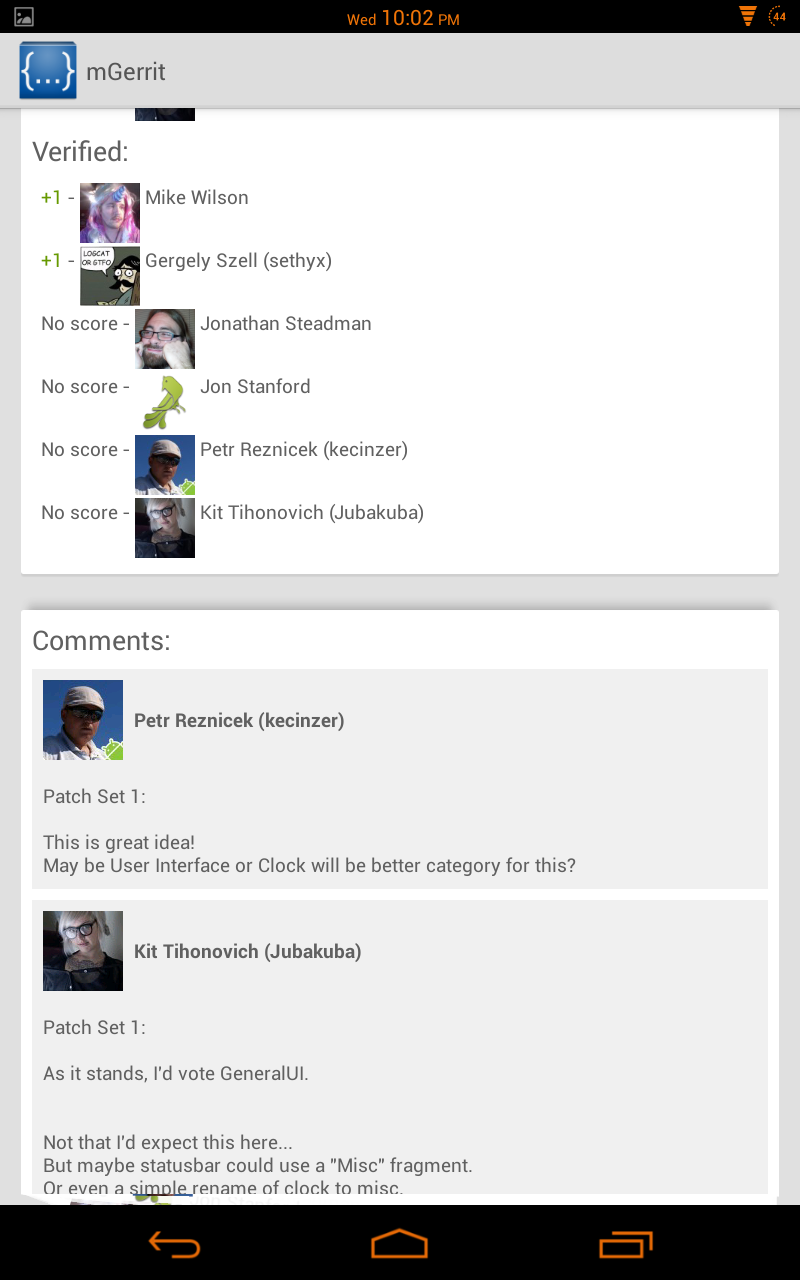 Wed 10:02 PM
44
{...} mGerrit
Verified:
+1 - Mike Wilson
LOGCAT
OR GTFO
+1 - Gergely Szell (sethyx)
No score - Jonathan Steadman
No score - Jon Stanford
No score - Petr Reznicek (kecinzer)
No score - Kit Tihonovich (Jubakuba)
Comments:
Petr Reznicek (kecinzer)
Patch Set 1:
This is great idea!
May be User Interface or Clock will be better category for this?
Kit Tihonovich (Jubakuba)
Patch Set 1:
As it stands, I'd vote GeneralUI.
Not that I'd expect this here...
But maybe statusbar could use a "Misc" fragment.
Or even a simple rename of clock to misc.